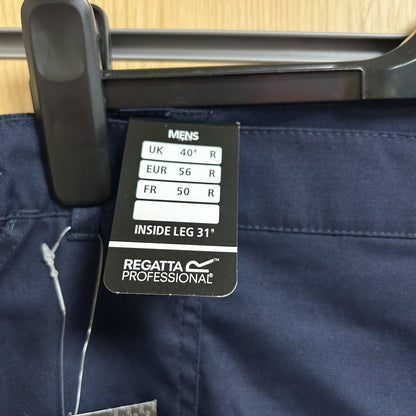 MENS
UK 40" R
EUR 56 R
FR 50 R
INSIDE LEG 31"
REGATTA
PROFESSIONAL®